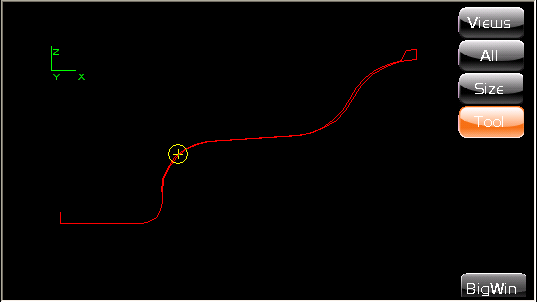 Views
Z
All
Y X
Size
Tool
BigWin